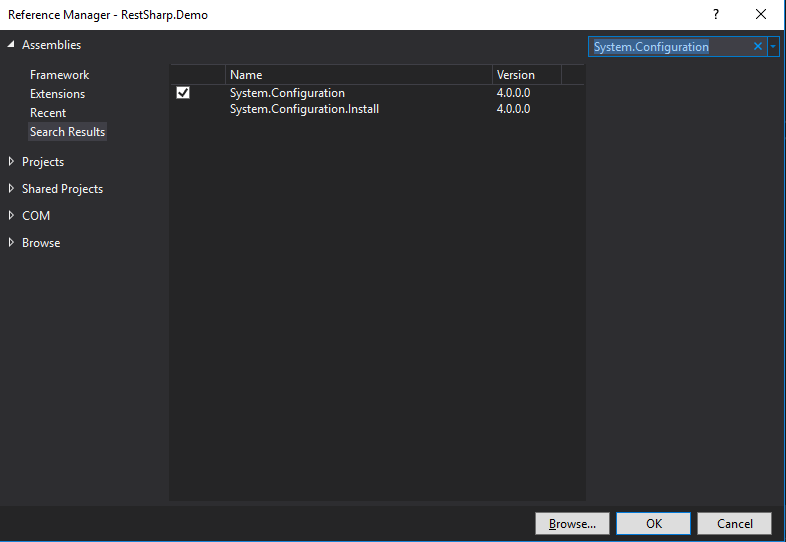 Reference Manager - RestSharp.Demo
?
Assemblies
System.Configuration
Framework
Extensions
Recent
Search Results
Projects
Shared Projects
COM
Browse
Name Version
System.Configuration 4.0.0.0
System.Configuration.Install 4.0.0.0
Browse... OK Cancel